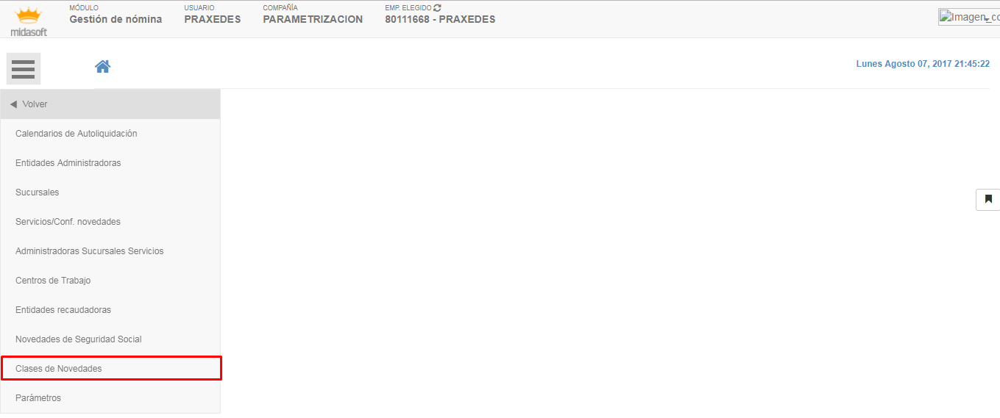 midasoft
MÓDULO
Gestión de nómina
USUARIO
PRAXEDES
COMPAÑÍA
PARAMETRIZACION
EMP. ELEGIDO
80111668 - PRAXEDES
Imagen_co
Lunes Agosto 07, 2017 21:45:22
Volver
Calendarios de Autoliquidación
Entidades Administradoras
Sucursales
Servicios/Conf. novedades
Administradoras Sucursales Servicios
Centros de Trabajo
Entidades recaudadoras
Novedades de Seguridad Social
Clases de Novedades
Parámetros